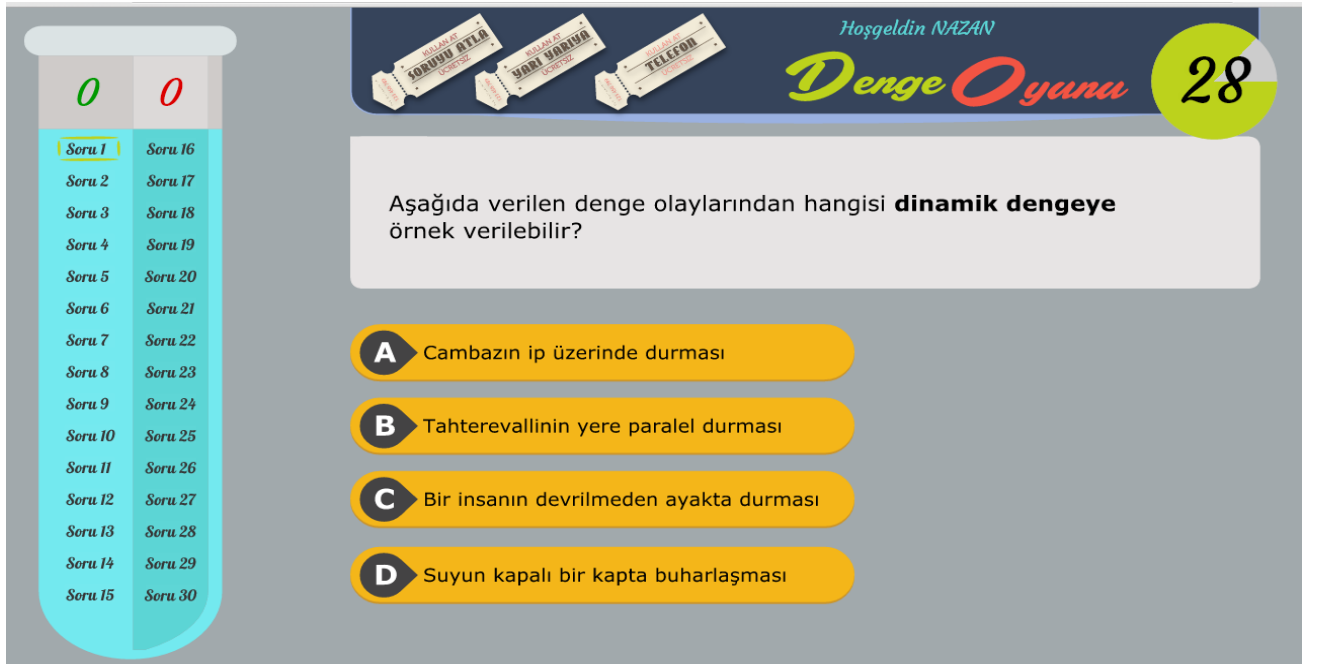 0 0
Soru 1 Soru 16
Soru 2 Soru 17
Soru 3 Soru 18
Soru 4 Soru 19
Soru 5 Soru 20
Soru 6 Soru 21
Soru 7 Soru 22
Soru 8 Soru 23
Soru 9 Soru 24
Soru 10 Soru 25
Soru 11 Soru 26
Soru 12 Soru 27
Soru 13 Soru 28
Soru 14 Soru 29
Soru 15 Soru 30
KULLAN AT
SORUYU ATLA
ÜCRETSİZ
KULLAN AT
YARI YARIYA
ÜCRETSİZ
KULLAN AT
TELEFON
ÜCRETSİZ
Hoşgeldin NAZAN
Denge Oyunu
28
Aşağıda verilen denge olaylarından hangisi dinamik dengeye
örnek verilebilir?
A Cambazın ip üzerinde durması
B Tahterevallinin yere paralel durması
C Bir insanın devrilmeden ayakta durması
D Suyun kapalı bir kapta buharlaşması